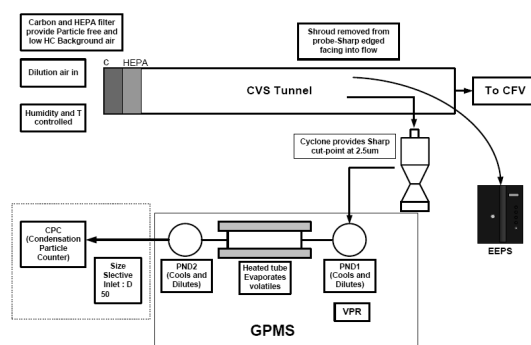 Carbon and HEPA filter
provide Particle free and
low HC Background air
Shroud removed from
probe-Sharp edged
facing into flow
Dilution air in
C HEPA
CVS Tunnel
To CFV
Humidity and T
controlled
Cyclone provides Sharp
cut-point at 2.5um
EEPS
CPC
(Condensation
Particle
Counter)
Size
Slective
Inlet : D
50
PND2
(Cools and
Dilutes)
Heated tube
Evaporates
volatiles
PND1
(Cools and
Dilutes)
VPR
GPMS